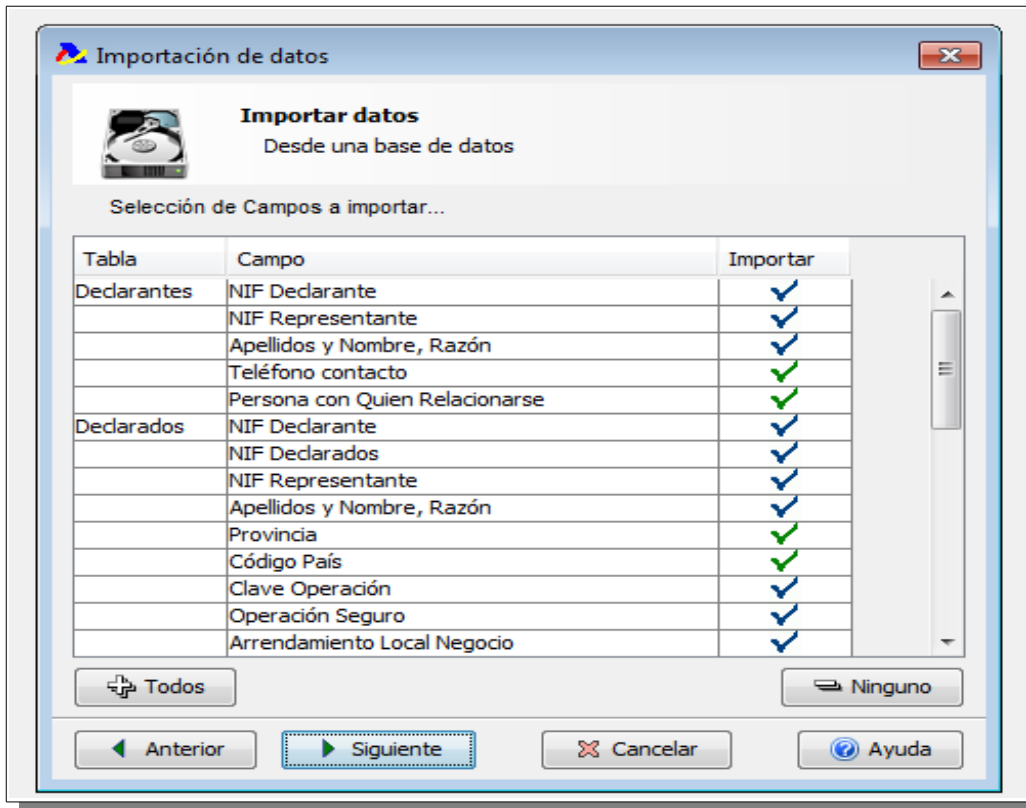 Importación de datos
Importar datos
Desde una base de datos
Selección de Campos a importar...
Tabla Campo Importar
Declarantes NIF Declarante
NIF Representante
Apellidos y Nombre, Razón
Teléfono contacto
Persona con Quien Relacionarse
Declarados NIF Declarante
NIF Declarados
NIF Representante
Apellidos y Nombre, Razón
Provincia
Código País
Clave Operación
Operación Seguro
Arrendamiento Local Negocio
Todos Ninguno
Anterior Siguiente Cancelar Ayuda